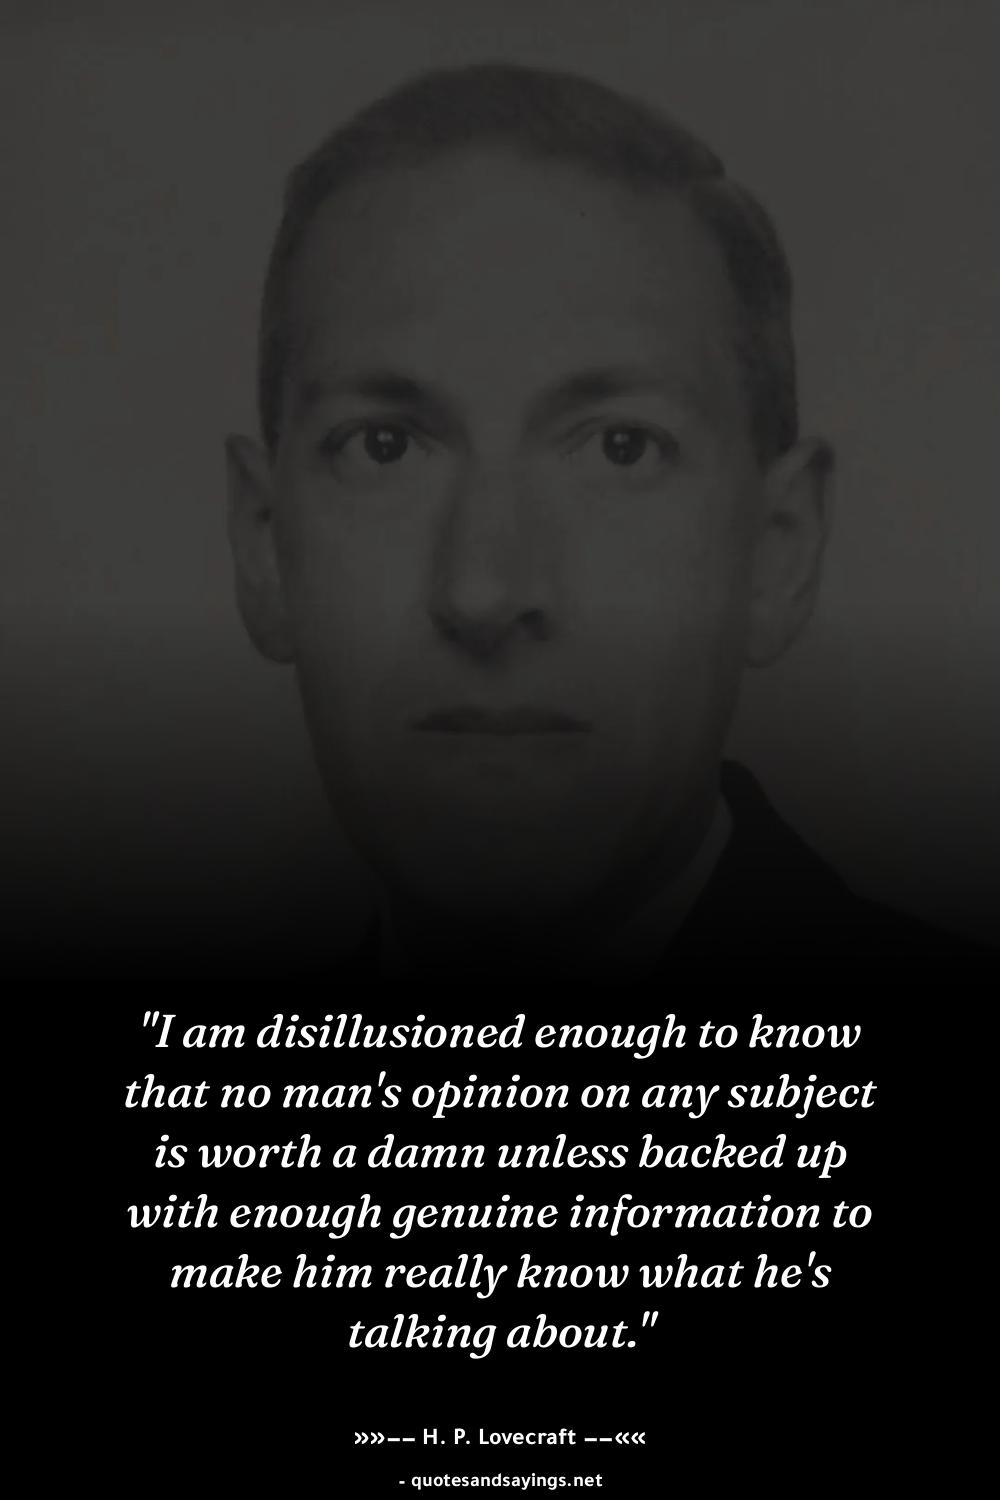 "I am disillusioned enough to know
that no man's opinion on any subject
is worth a damn unless backed up
with enough genuine information to
make him really know what he's
talking about."
»»−− H. P. Lovecraft −−««
- quotesandsayings.net